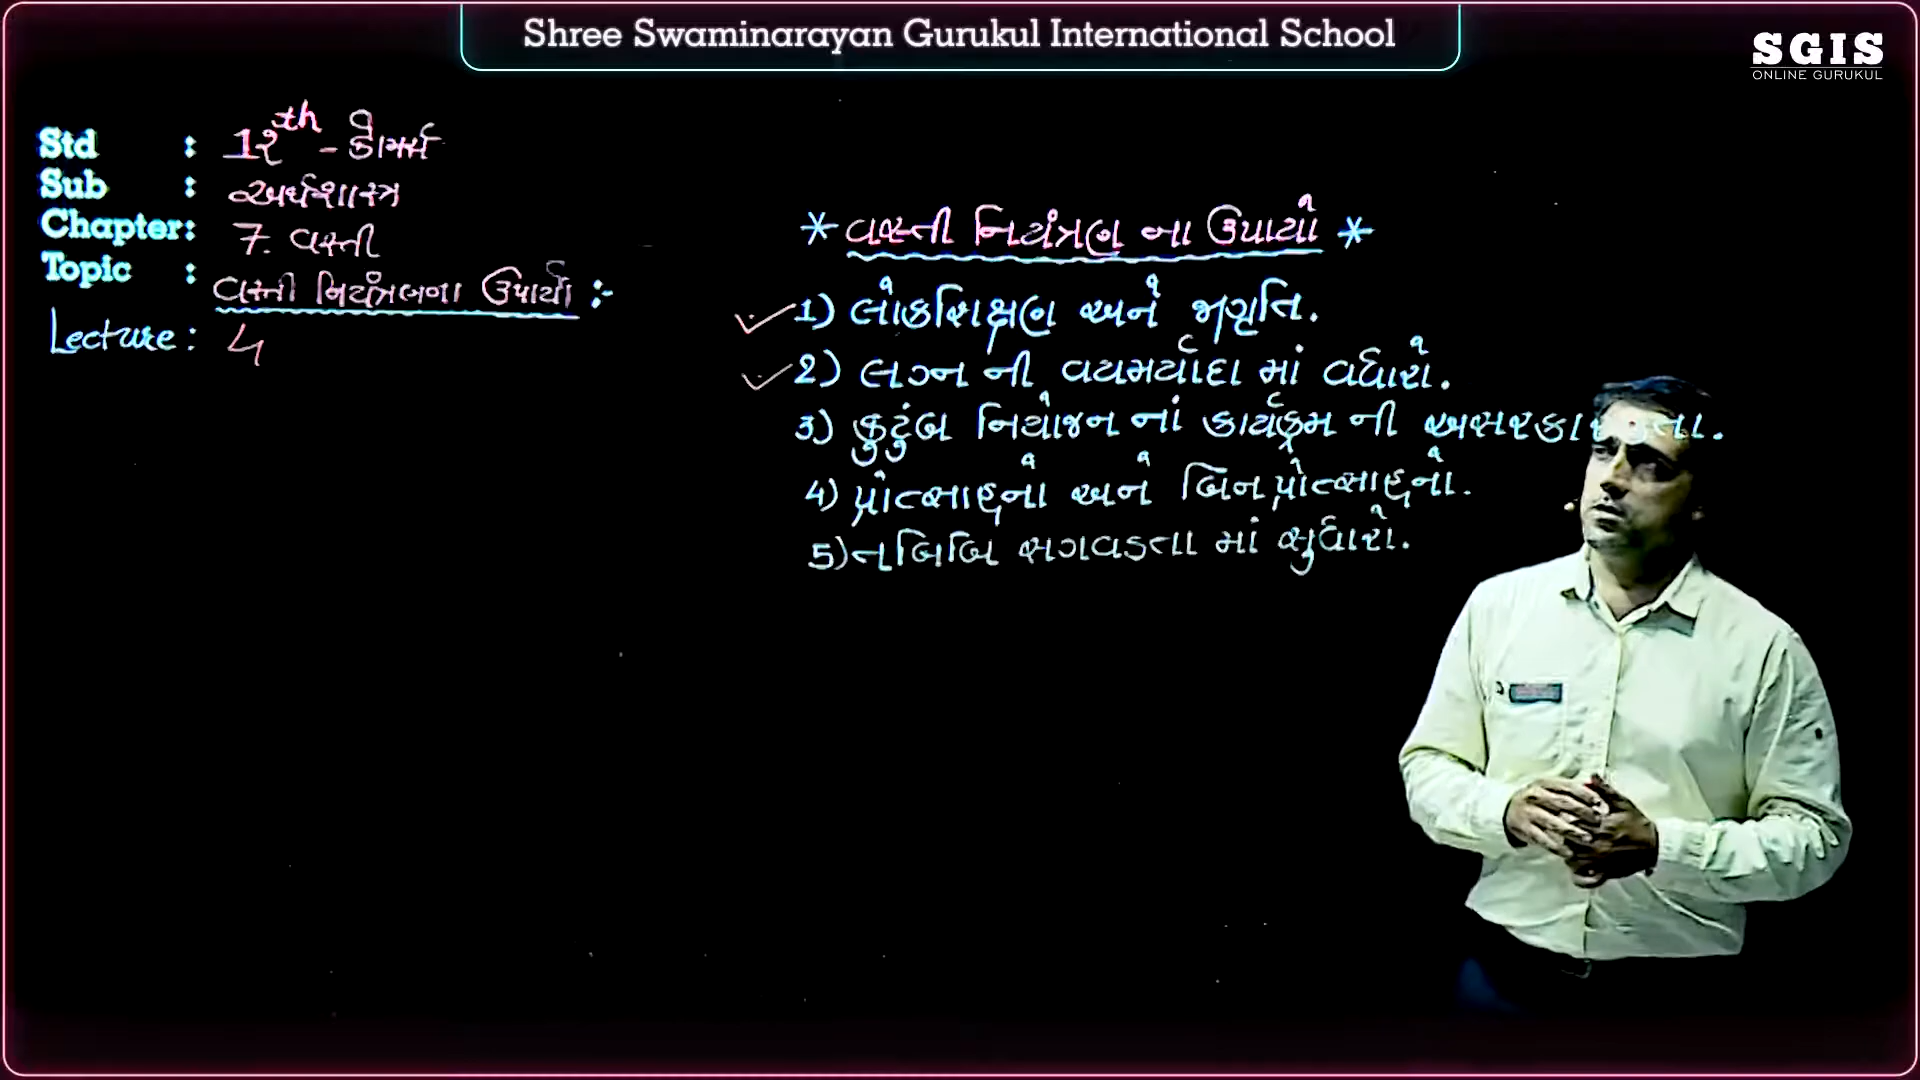 Shree Swaminarayan Gurukul International School
SGIS
ONLINE GURUKUL
Std : 12th - કોમર્સ
Sub : અર્થશાસ્ત્ર
Chapter: 7. વસ્તી
Topic : વસ્તી નિયંત્રણના ઉપાયો :-
Lecture: 4
* વસ્તી નિયંત્રણ ના ઉપાયો *
1) લોકશિક્ષણ અને જાગૃતિ.
2) લગ્ન ની વયમર્યાદા માં વધારો.
3) કુટુંબ નિયોજન નાં કાર્યક્રમ ની અસરકારકતા.
4) પ્રોત્સાહનો અને બિનપ્રોત્સાહનો.
5) તબિબિ સગવડતા માં સુધારો.